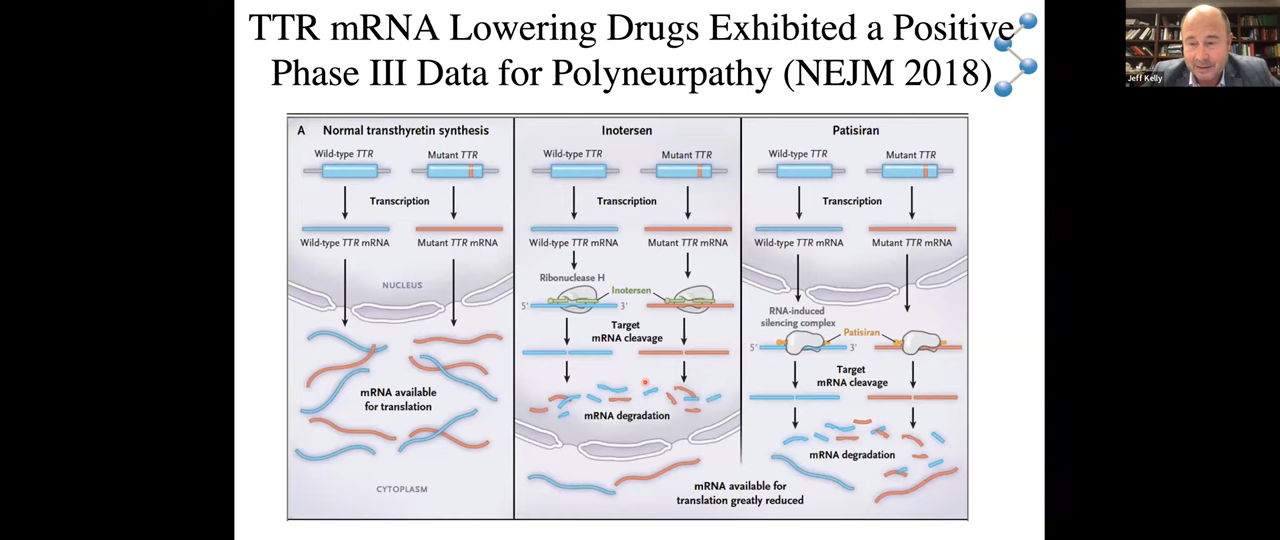 TTR mRNA Lowering Drugs Exhibited a Positive
Phase III Data for Polyneurpathy (NEJM 2018)
Jeff Kelly
A Normal transthyretin synthesis
Wild-type TTR
Mutant TTR
Transcription
Wild-type TTR mRNA
Mutant TTR mRNA
NUCLEUS
mRNA available
for translation
CYTOPLASM
Inotersen
Wild-type TTR
Mutant TTR
Transcription
Wild-type TTR mRNA
Mutant TTR mRNA
Ribonuclease H
Inotersen
5'
3'
Target
mRNA cleavage
mRNA degradation
Patisiran
Wild-type TTR
Mutant TTR
Transcription
Wild-type TTR mRNA
Mutant TTR mRNA
RNA-induced
silencing complex
Patisiran
5'
3'
Target
mRNA cleavage
mRNA degradation
mRNA available for
translation greatly reduced